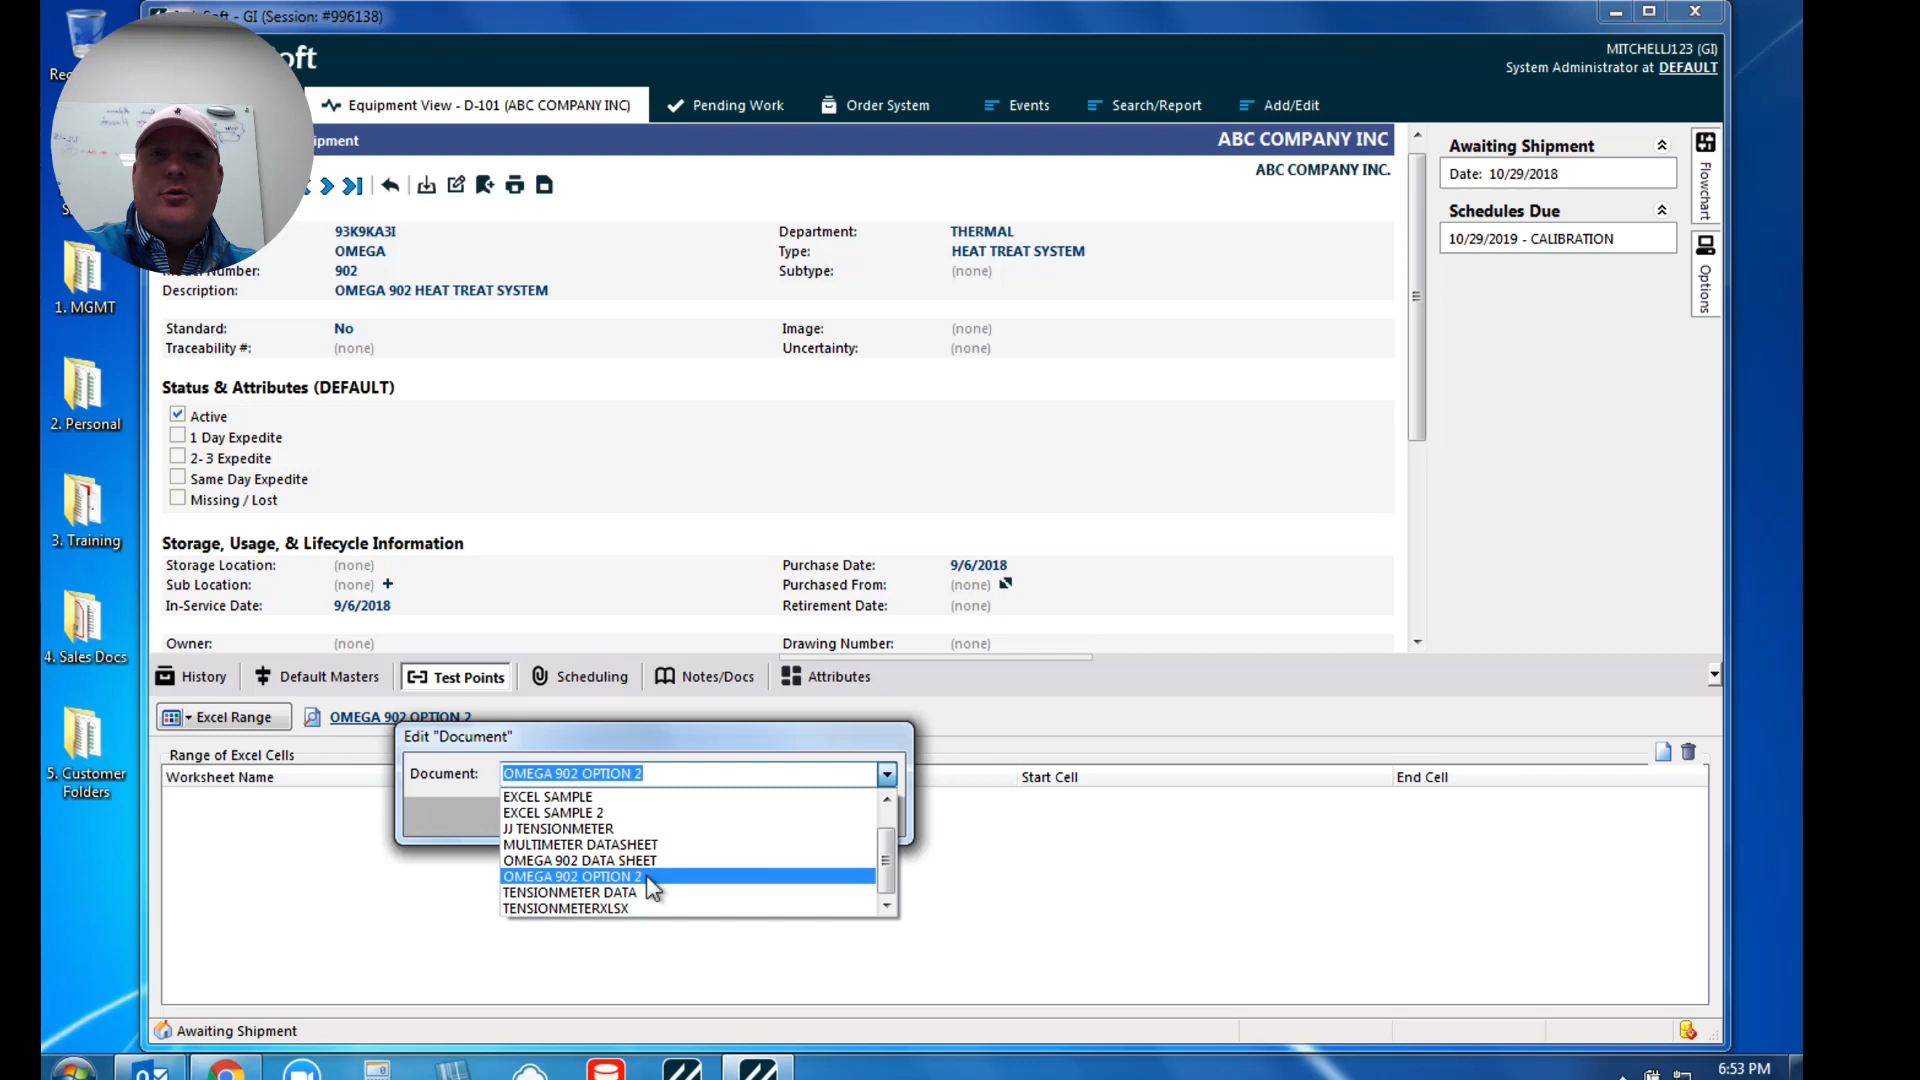 Soft - GI (Session: #996138)
oft
MITCHELLJ123 (GI)
System Administrator at DEFAULT
Equipment View - D-101 (ABC COMPANY INC)
Pending Work
Order System
Events
Search/Report
Add/Edit
ABC COMPANY INC
ABC COMPANY INC.
Awaiting Shipment
Date: 10/29/2018
Schedules Due
10/29/2019 - CALIBRATION
Flowchart
Options
93K9KA3I
Department:
THERMAL
OMEGA
Type:
HEAT TREAT SYSTEM
902
Subtype:
(none)
Description:
OMEGA 902 HEAT TREAT SYSTEM
Standard:
No
Image:
(none)
Traceability #:
(none)
Uncertainty:
(none)
Status & Attributes (DEFAULT)
Active
1 Day Expedite
2- 3 Expedite
Same Day Expedite
Missing / Lost
Storage, Usage, & Lifecycle Information
Storage Location:
(none)
Purchase Date:
9/6/2018
Sub Location:
(none)
Purchased From:
(none)
In-Service Date:
9/6/2018
Retirement Date:
(none)
Owner:
(none)
Drawing Number:
(none)
History
Default Masters
Test Points
Scheduling
Notes/Docs
Attributes
Excel Range
OMEGA 902 OPTION 2
Range of Excel Cells
Worksheet Name
Start Cell
End Cell
Edit "Document"
Document:
OMEGA 902 OPTION 2
EXCEL SAMPLE
EXCEL SAMPLE 2
JJ TENSIONMETER
MULTIMETER DATASHEET
OMEGA 902 DATA SHEET
OMEGA 902 OPTION 2
TENSIONMETER DATA
TENSIONMETERXLSX
Awaiting Shipment
1. MGMT
2. Personal
3. Training
4. Sales Docs
5. Customer
Folders
6:53 PM